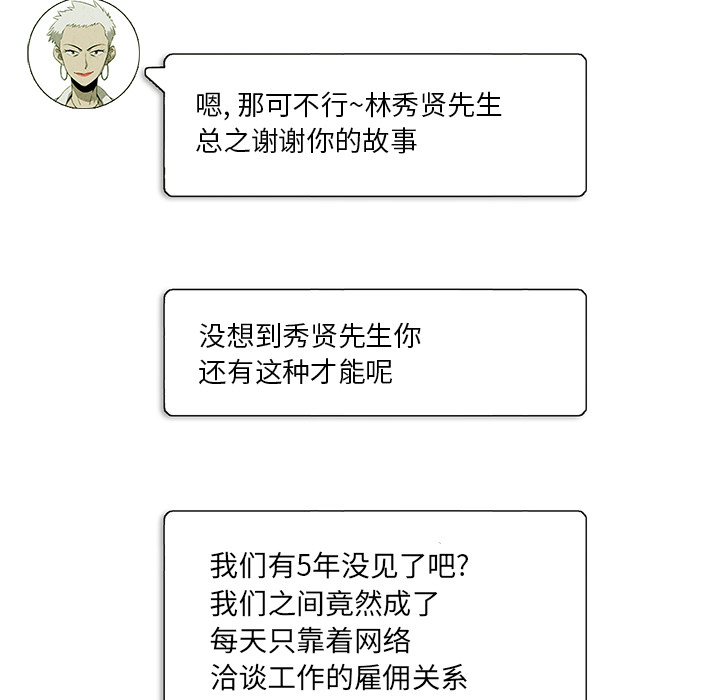 嗯, 那可不行~林秀贤先生
总之谢谢你的故事
没想到秀贤先生你
还有这种才能呢
我们有5年没见了吧?
我们之间竟然成了
每天只靠着网络
洽谈工作的雇佣关系